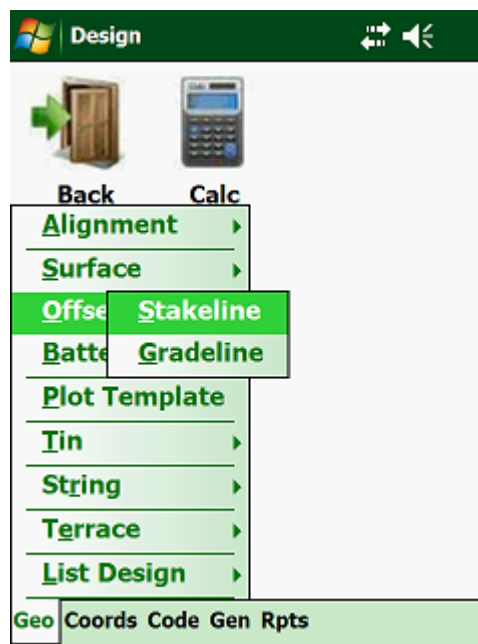 Design
Back Calc
Alignment
Surface
Offse Stakeline
Batte Gradeline
Plot Template
Tin
String
Terrace
List Design
Geo Coords Code Gen Rpts